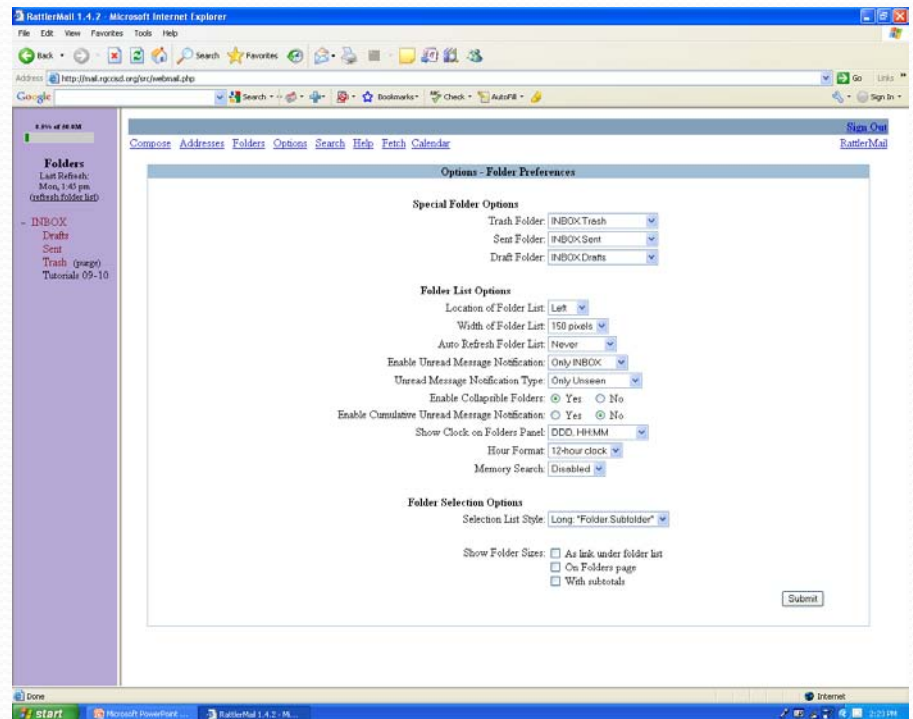 RattlerMail 1.4.2 - Microsoft Internet Explorer
File Edit View Favorites Tools Help
Back Search Favorites
Address http://mail.rgccisd.org/src/webmail.php Go Links »
Google Search Bookmarks Check AutoFill Sign In
Sign Out
Compose Addresses Folders Options Search Help Fetch Calendar RattlerMail
Folders
Last Refresh:
Mon, 1:45 pm
(refresh folder list)
- INBOX
Drafts
Sent
Trash (purge)
Tutorials 09-10
Options - Folder Preferences
Special Folder Options
Trash Folder: INBOX.Trash
Sent Folder: INBOX.Sent
Draft Folder: INBOX.Drafts
Folder List Options
Location of Folder List: Left
Width of Folder List: 150 pixels
Auto Refresh Folder List: Never
Enable Unread Message Notification: Only INBOX
Unread Message Notification Type: Only Unseen
Enable Collapsible Folders: Yes No
Enable Cumulative Unread Message Notification: Yes No
Show Clock on Folders Panel: DDD, HH:MM
Hour Format: 12-hour clock
Memory Search: Disabled
Folder Selection Options
Selection List Style: Long: "Folder.Subfolder"
Show Folder Sizes: As link under folder list
On Folders page
With subtotals
Submit
Done Internet
start Microsoft PowerPoint ... RattlerMail 1.4.2 - Mi... 2:23 PM